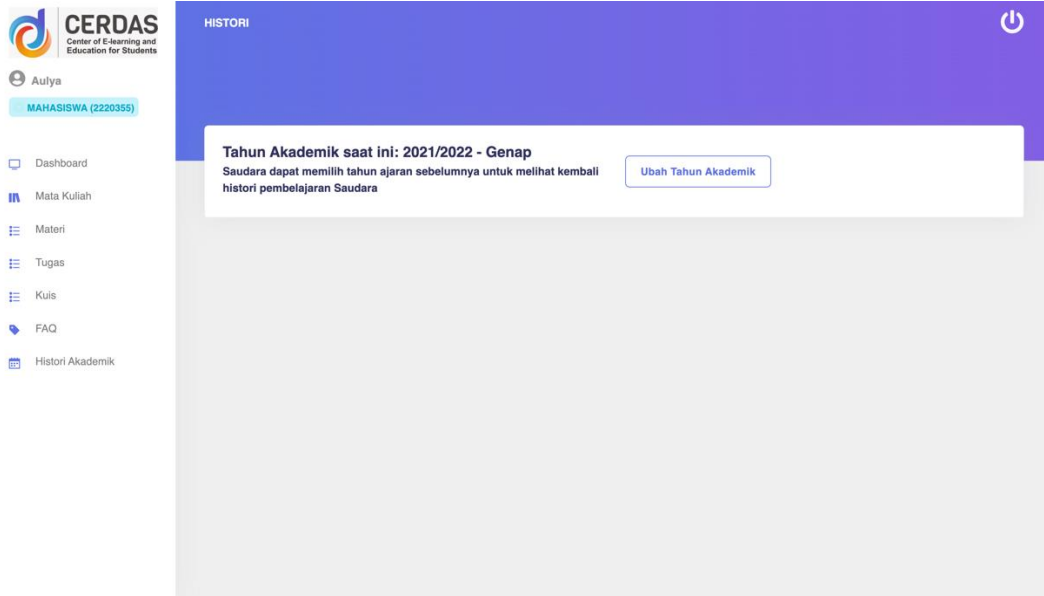 CERDAS
Center of E-learning and
Education for Students
Aulya
MAHASISWA (2220355)
Dashboard
Mata Kuliah
Materi
Tugas
Kuis
FAQ
Histori Akademik
HISTORI
Tahun Akademik saat ini: 2021/2022 - Genap
Saudara dapat memilih tahun ajaran sebelumnya untuk melihat kembali
histori pembelajaran Saudara
Ubah Tahun Akademik